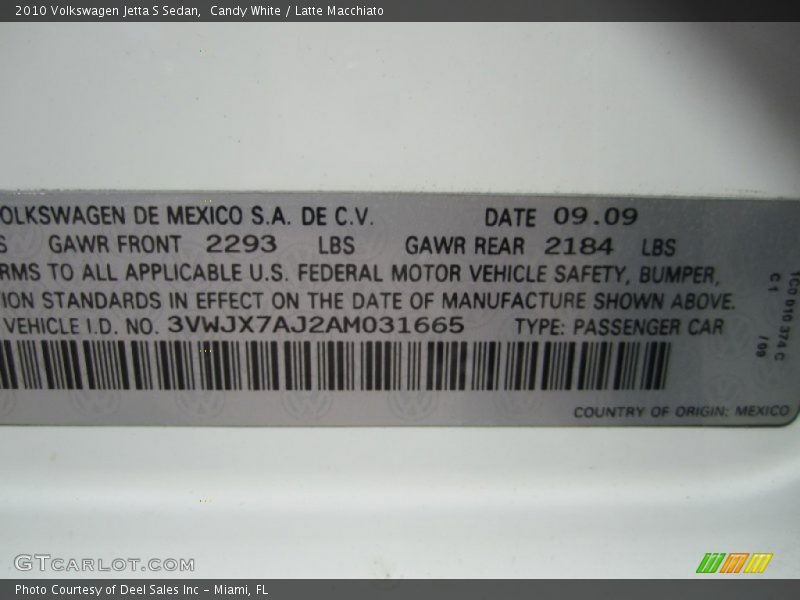 2010 Volkswagen Jetta S Sedan, Candy White / Latte Macchiato
OLKSWAGEN DE MEXICO S.A. DE C.V. DATE 09.09
S GAWR FRONT 2293 LBS GAWR REAR 2184 LBS
RMS TO ALL APPLICABLE U.S. FEDERAL MOTOR VEHICLE SAFETY, BUMPER,
ION STANDARDS IN EFFECT ON THE DATE OF MANUFACTURE SHOWN ABOVE.
VEHICLE I.D. NO. 3VWJX7AJ2AM031665 TYPE: PASSENGER CAR
COUNTRY OF ORIGIN: MEXICO
1C0 010 374 C
C 1 / 09
GTCARLOT.COM
Photo Courtesy of Deel Sales Inc - Miami, FL